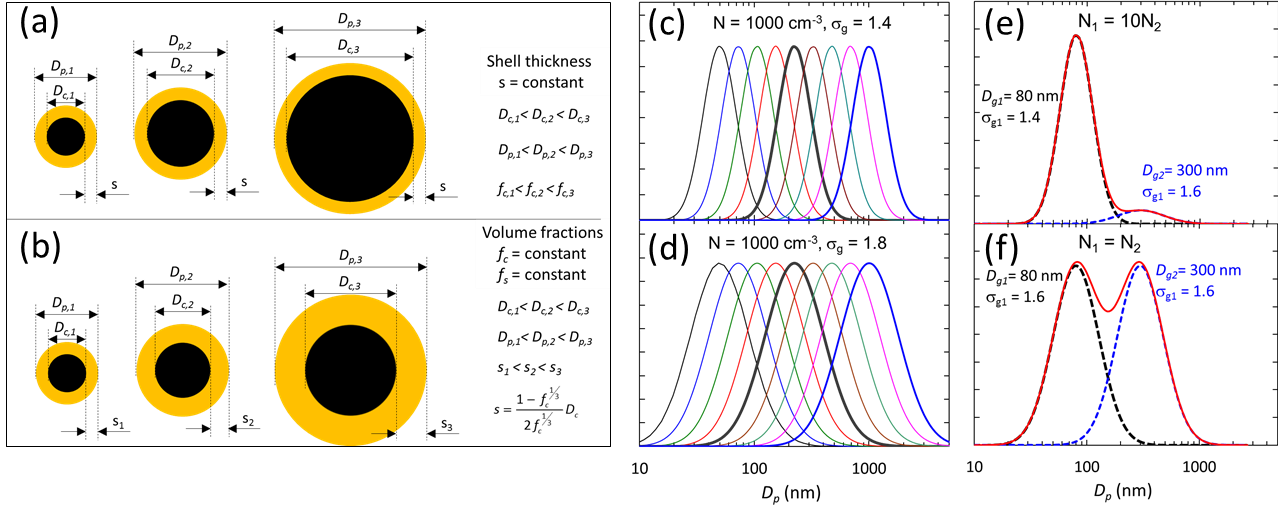 (a)
D_p,3
D_c,3
D_p,2
D_c,2
D_p,1
D_c,1
s
s
s
Shell thickness
s = constant
D_c,1 < D_c,2 < D_c,3
D_p,1 < D_p,2 < D_p,3
f_c,1 < f_c,2 < f_c,3
(b)
D_p,3
D_c,3
D_p,2
D_c,2
D_p,1
D_c,1
s_1
s_2
s_3
Volume fractions
f_c = constant
f_s = constant
D_c,1 < D_c,2 < D_c,3
D_p,1 < D_p,2 < D_p,3
s_1 < s_2 < s_3
s = (1 − f_c^1/3) / (2f_c^1/3) D_c
(c)
N = 1000 cm⁻³, σ_g = 1.4
(d)
N = 1000 cm⁻³, σ_g = 1.8
10 100 1000
D_p (nm)
(e)
N_1 = 10N_2
D_g1 = 80 nm
σ_g1 = 1.4
D_g2 = 300 nm
σ_g1 = 1.6
(f)
N_1 = N_2
D_g1 = 80 nm
σ_g1 = 1.6
D_g2 = 300 nm
σ_g1 = 1.6
10 100 1000
D_p (nm)